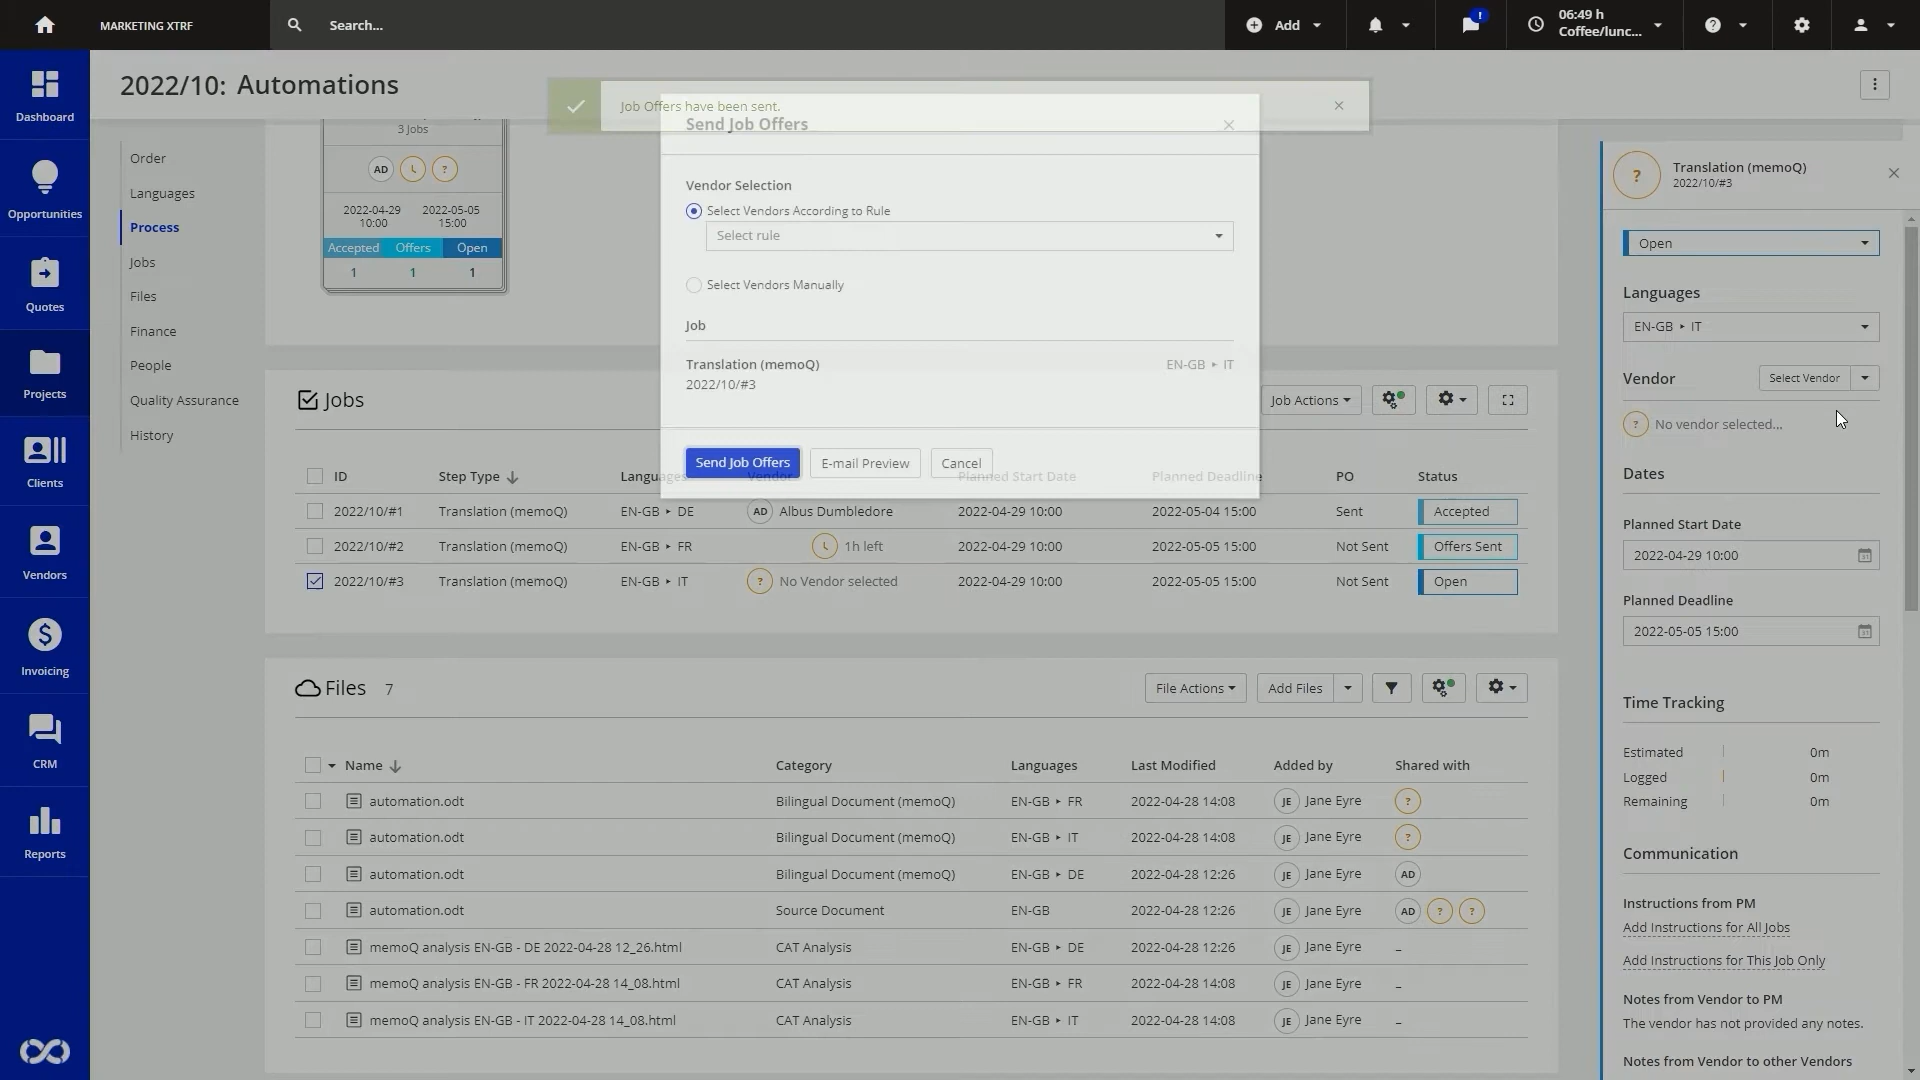 MARKETING XTRF
Search...
Add
!
06:49 h
Coffee/lunc...
Dashboard
Opportunities
Quotes
Projects
Clients
Vendors
Invoicing
CRM
Reports
2022/10: Automations
Job Offers have been sent.
Order
Languages
Process
Jobs
Files
Finance
People
Quality Assurance
History
3 Jobs
AD
?
2022-04-29 2022-05-05
10:00 15:00
Accepted Offers Open
1 1 1
Send Job Offers
Vendor Selection
Select Vendors According to Rule
Select rule
Select Vendors Manually
Job
Translation (memoQ) EN-GB ▸ IT
2022/10/#3
Send Job Offers E-mail Preview Cancel
Jobs
Job Actions
ID Step Type Languages Vendor Planned Start Date Planned Deadline PO Status
2022/10/#1 Translation (memoQ) EN-GB ▸ DE AD Albus Dumbledore 2022-04-29 10:00 2022-05-04 15:00 Sent Accepted
2022/10/#2 Translation (memoQ) EN-GB ▸ FR 1h left 2022-04-29 10:00 2022-05-05 15:00 Not Sent Offers Sent
2022/10/#3 Translation (memoQ) EN-GB ▸ IT ? No Vendor selected 2022-04-29 10:00 2022-05-05 15:00 Not Sent Open
Files 7
File Actions Add Files
Name Category Languages Last Modified Added by Shared with
automation.odt Bilingual Document (memoQ) EN-GB ▸ FR 2022-04-28 14:08 JE Jane Eyre ?
automation.odt Bilingual Document (memoQ) EN-GB ▸ IT 2022-04-28 14:08 JE Jane Eyre ?
automation.odt Bilingual Document (memoQ) EN-GB ▸ DE 2022-04-28 12:26 JE Jane Eyre AD
automation.odt Source Document EN-GB 2022-04-28 12:26 JE Jane Eyre AD ? ?
memoQ analysis EN-GB - DE 2022-04-28 12_26.html CAT Analysis EN-GB ▸ DE 2022-04-28 12:26 JE Jane Eyre –
memoQ analysis EN-GB - FR 2022-04-28 14_08.html CAT Analysis EN-GB ▸ FR 2022-04-28 14:08 JE Jane Eyre –
memoQ analysis EN-GB - IT 2022-04-28 14_08.html CAT Analysis EN-GB ▸ IT 2022-04-28 14:08 JE Jane Eyre –
? Translation (memoQ)
2022/10/#3
Open
Languages
EN-GB ▸ IT
Vendor Select Vendor
? No vendor selected...
Dates
Planned Start Date
2022-04-29 10:00
Planned Deadline
2022-05-05 15:00
Time Tracking
Estimated 0m
Logged 0m
Remaining 0m
Communication
Instructions from PM
Add Instructions for All Jobs
Add Instructions for This Job Only
Notes from Vendor to PM
The vendor has not provided any notes.
Notes from Vendor to other Vendors